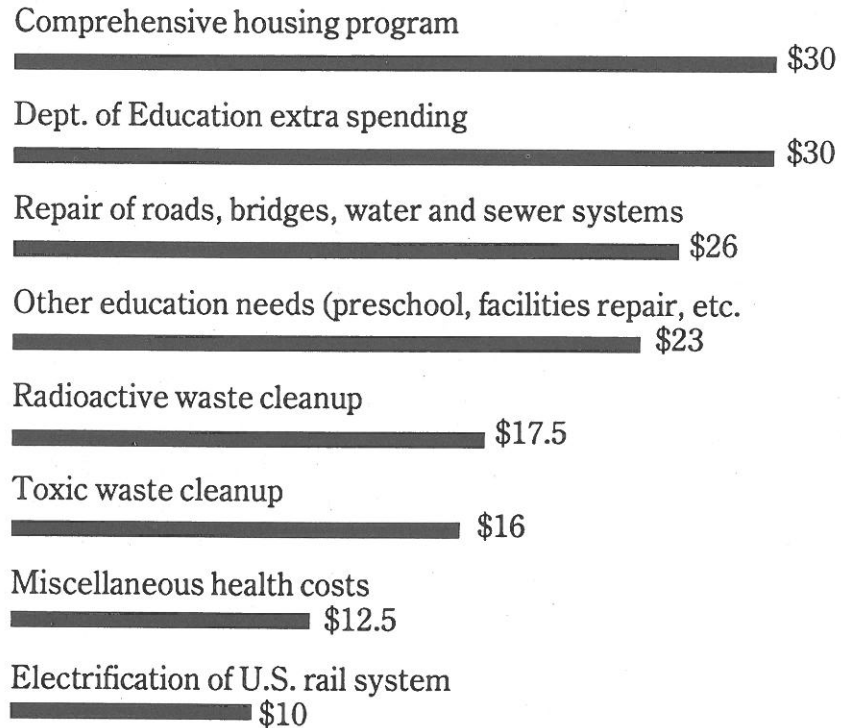 Comprehensive housing program
$30
Dept. of Education extra spending
$30
Repair of roads, bridges, water and sewer systems
$26
Other education needs (preschool, facilities repair, etc.
$23
Radioactive waste cleanup
$17.5
Toxic waste cleanup
$16
Miscellaneous health costs
$12.5
Electrification of U.S. rail system
$10